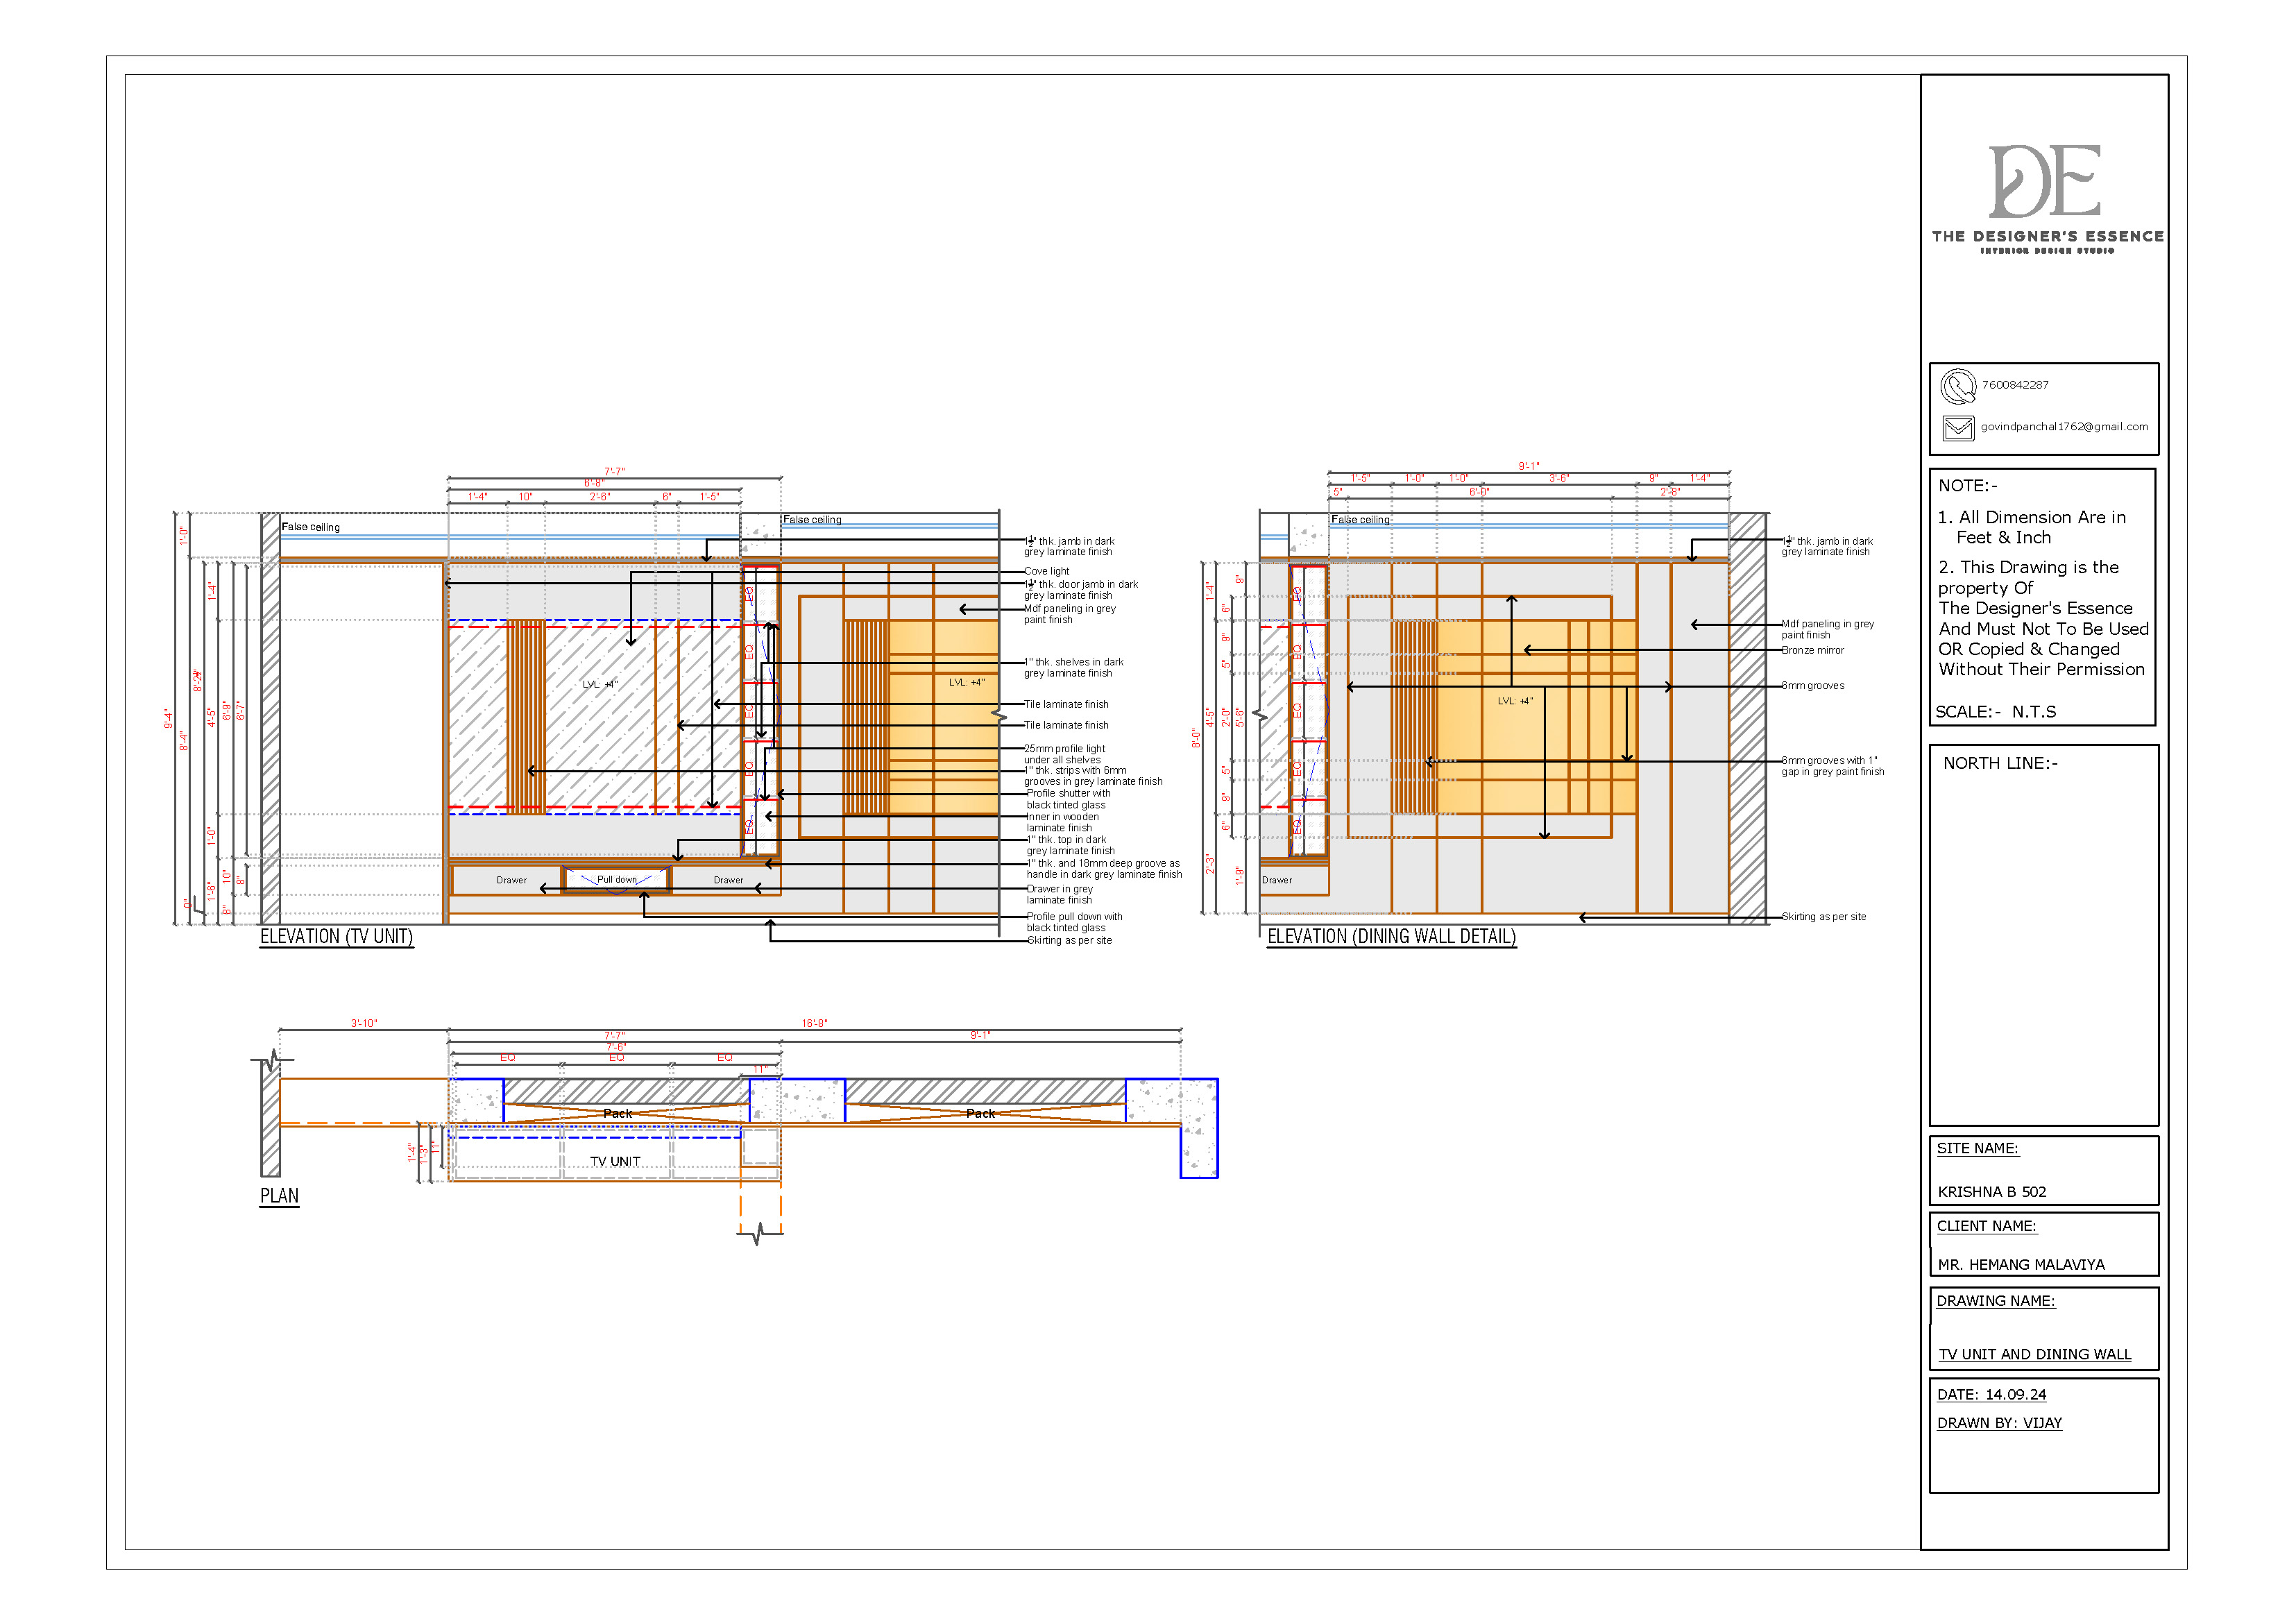 7'-7"
6'-8"
1'-4" 10" 2'-6" 6" 1'-5"
False ceiling
False ceiling
1'-0"
9'-4"
8'-4"
8'-2½"
1'-4"
4'-5"
1'-0"
1'-6"
6'-9"
10"
8"
6'-7"
8"
EQ
EQ
EQ
EQ
EQ
LVL: +4"
LVL: +4"
Drawer
Pull down
Drawer
1½" thk. jamb in dark
grey laminate finish
Cove light
1½" thk. door jamb in dark
grey laminate finish
Mdf paneling in grey
paint finish
1" thk. shelves in dark
grey laminate finish
Tile laminate finish
Tile laminate finish
25mm profile light
under all shelves
1" thk. strips with 6mm
grooves in grey laminate finish
Profile shutter with
black tinted glass
Inner in wooden
laminate finish
1" thk. top in dark
grey laminate finish
1" thk. and 18mm deep groove as
handle in dark grey laminate finish
Drawer in grey
laminate finish
Profile pull down with
black tinted glass
Skirting as per site
ELEVATION (TV UNIT)
9'-1"
1'-5" 1'-0" 1'-0" 3'-6" 9" 1'-4"
5" 6'-0" 2'-8"
False ceiling
8'-0"
1'-4"
4'-5"
2'-3"
9"
6"
9"
5"
2'-0"
5'-6"
5"
9"
6"
1'-9"
EQ
EQ
EQ
EQ
EQ
LVL: +4"
Drawer
1½" thk. jamb in dark
grey laminate finish
Mdf paneling in grey
paint finish
Bronze mirror
6mm grooves
6mm grooves with 1"
gap in grey paint finish
Skirting as per site
ELEVATION (DINING WALL DETAIL)
3'-10" 16'-8"
7'-7" 9'-1"
7'-6"
EQ EQ EQ
11"
Pack
Pack
1'-4"
1'-3"
11"
TV UNIT
PLAN
DE
THE DESIGNER'S ESSENCE
INTERIOR DESIGN STUDIO
7600842287
govindpanchal1762@gmail.com
NOTE:-
1. All Dimension Are in
Feet & Inch
2. This Drawing is the
property Of
The Designer's Essence
And Must Not To Be Used
OR Copied & Changed
Without Their Permission
SCALE:- N.T.S
NORTH LINE:-
SITE NAME:
KRISHNA B 502
CLIENT NAME:
MR. HEMANG MALAVIYA
DRAWING NAME:
TV UNIT AND DINING WALL
DATE: 14.09.24
DRAWN BY: VIJAY